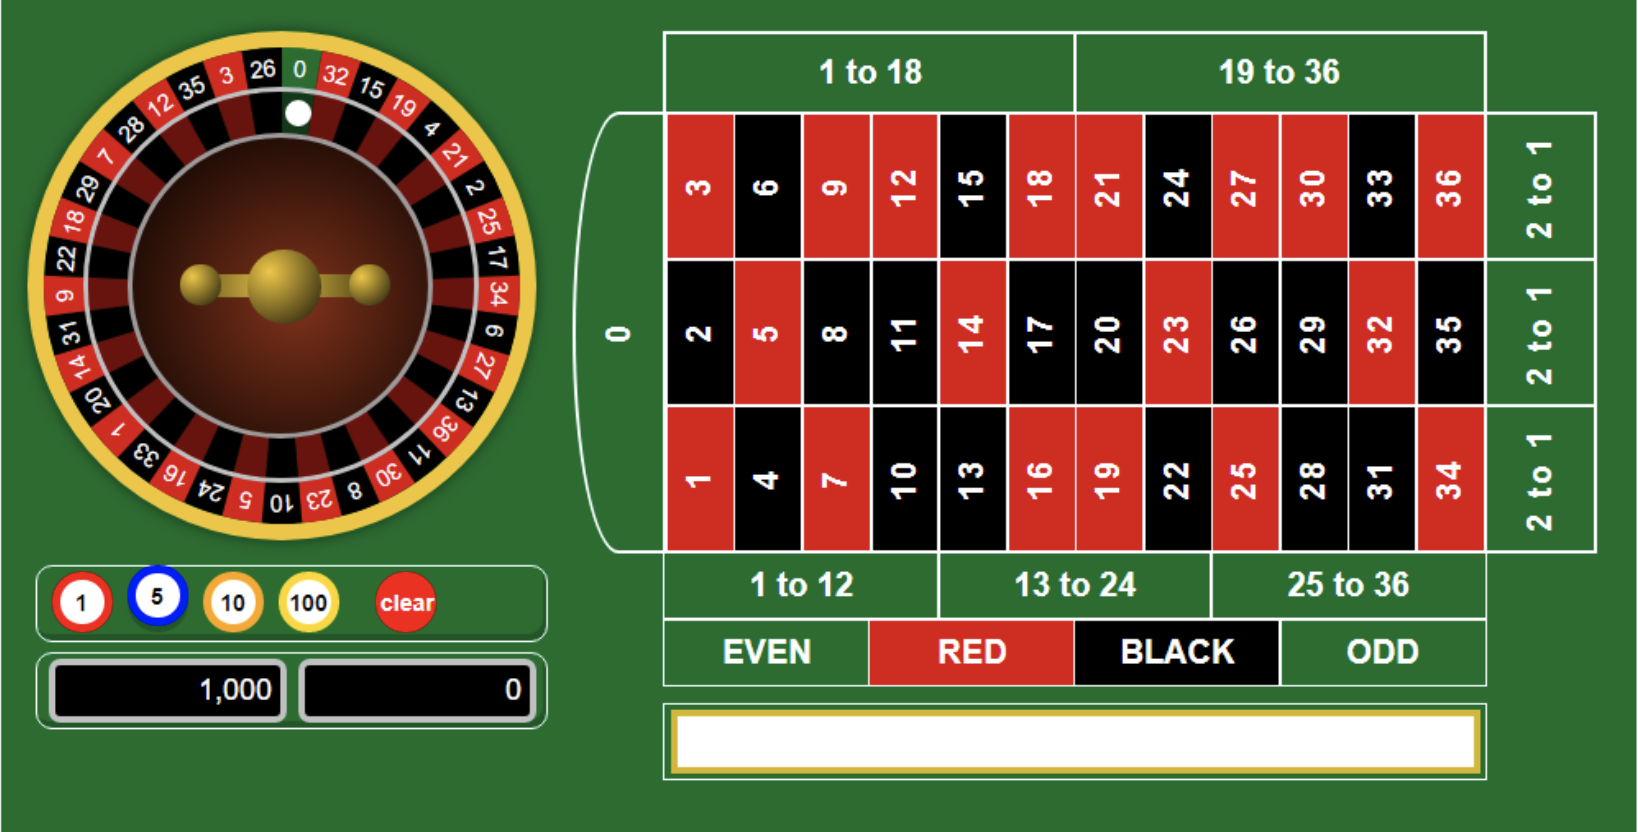 0 32 15 19 4 21 2 25 17 34 6 27 13 36 11 30 8 23 10 5 24 16 33 1 20 14 31 9 22 18 29 7 28 12 35 3 26
1 5 10 100 clear
1,000 0
1 to 18 19 to 36
0
3 6 9 12 15 18 21 24 27 30 33 36 2 to 1
2 5 8 11 14 17 20 23 26 29 32 35 2 to 1
1 4 7 10 13 16 19 22 25 28 31 34 2 to 1
1 to 12 13 to 24 25 to 36
EVEN RED BLACK ODD